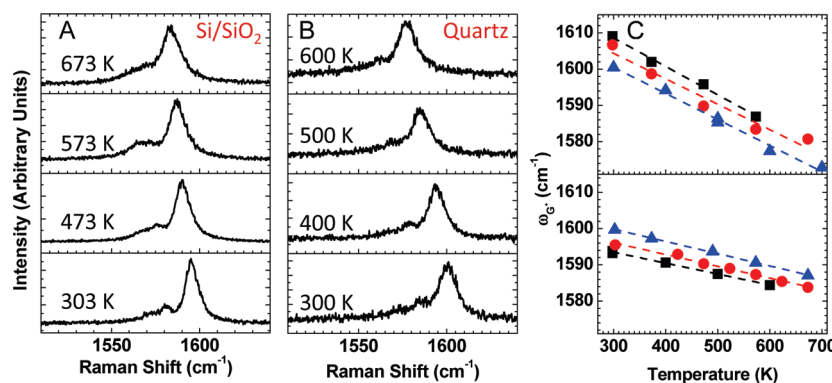 A
Si/SiO2
673 K
573 K
473 K
303 K
Intensity (Arbitrary Units)
1550 1600
Raman Shift (cm-1)
B
Quartz
600 K
500 K
400 K
300 K
1550 1600
Raman Shift (cm-1)
C
1610
1600
1590
1580
1610
1600
1590
1580
ωG+ (cm-1)
300 400 500 600 700
Temperature (K)